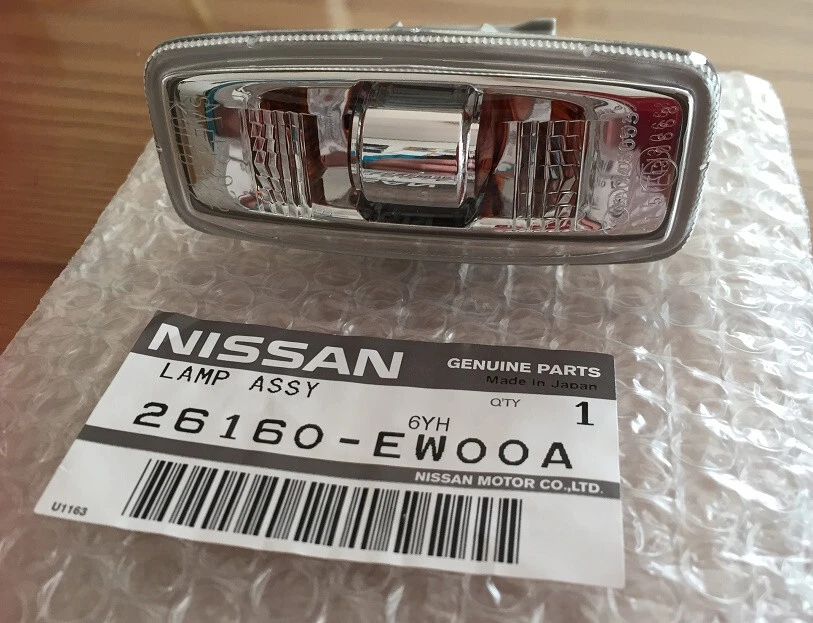 NISSAN
GENUINE PARTS
Made in Japan
LAMP ASSY
QTY 1
6YH
26160-EW00A
NISSAN MOTOR CO.,LTD.
U1163